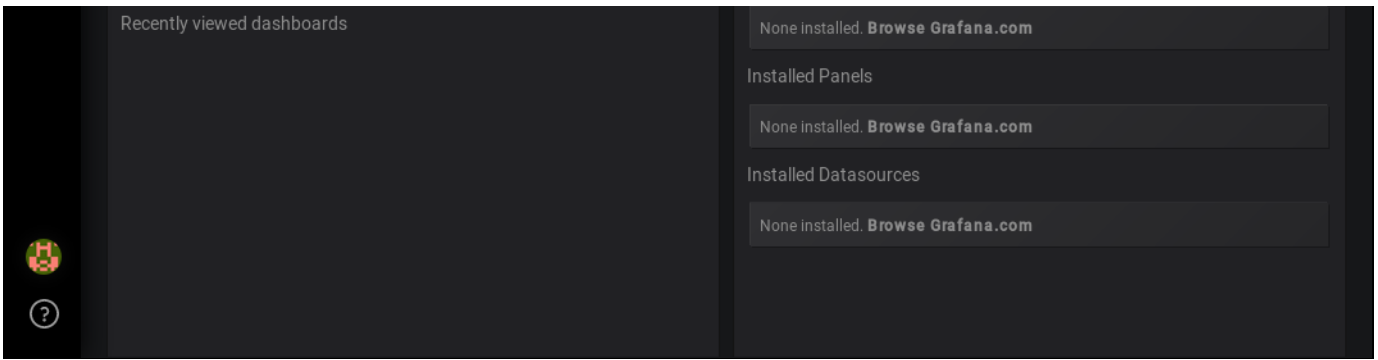 Recently viewed dashboards
None installed. Browse Grafana.com
Installed Panels
None installed. Browse Grafana.com
Installed Datasources
None installed. Browse Grafana.com
?